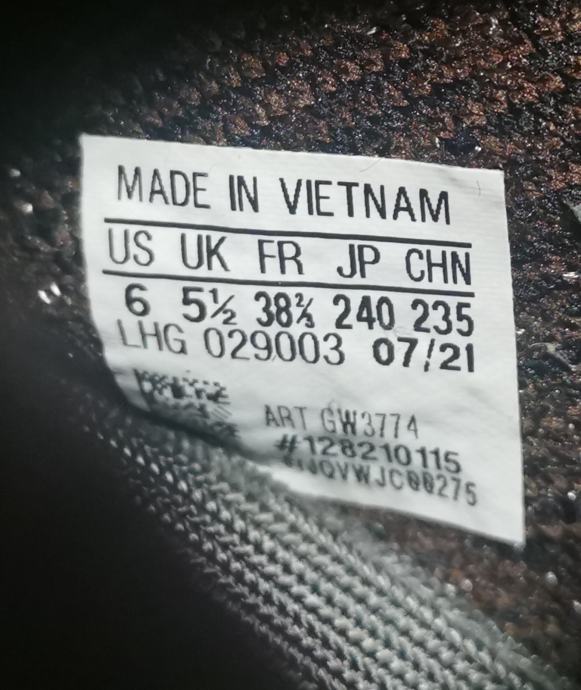 MADE IN VIETNAM
US UK FR JP CHN
6 5½ 38⅔ 240 235
LHG 029003 07/21
ART GW3774
#128210115